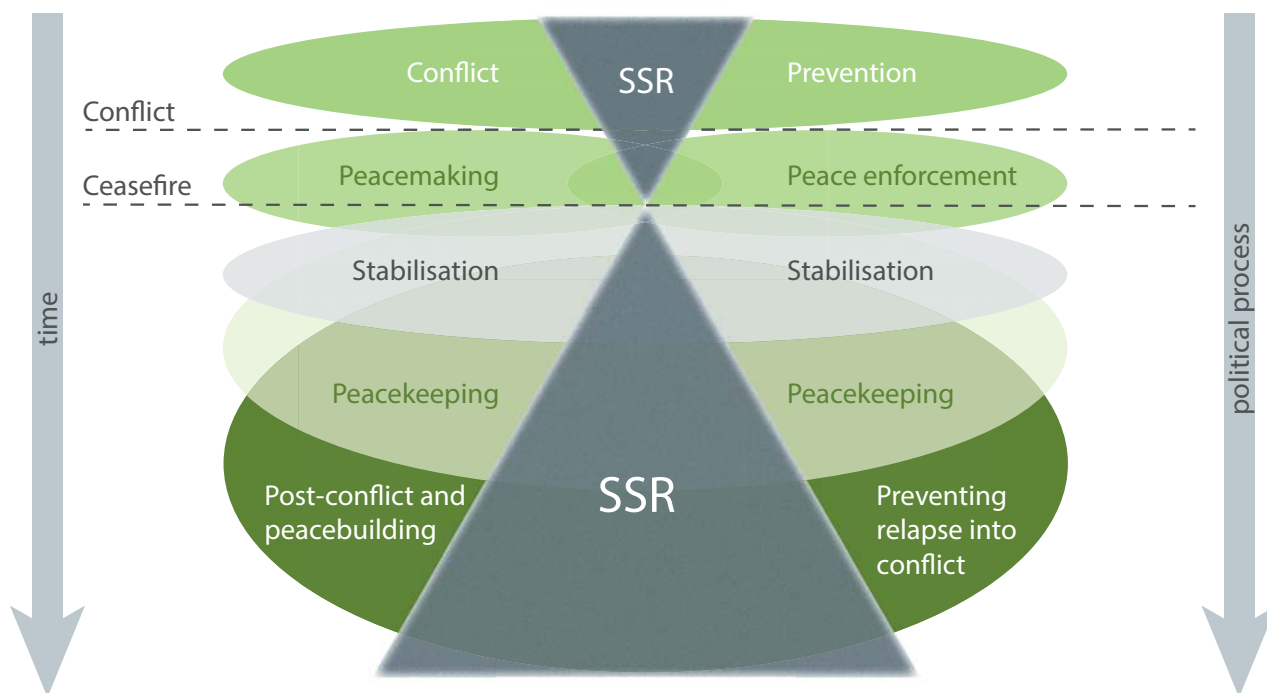 Conflict
SSR
Prevention
Conflict
Peacemaking
Peace enforcement
Ceasefire
Stabilisation
Stabilisation
time
political process
Peacekeeping
Peacekeeping
SSR
Post-conflict and
peacebuilding
Preventing
relapse into
conflict